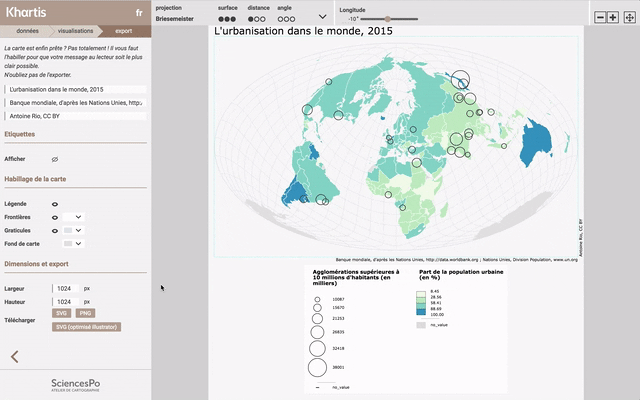 Khartis
fr
données
visualisations
export
La carte est enfin prête ? Pas totalement ! Il vous faut
l'habiller pour que votre message au lecteur soit le plus
clair possible.
N'oubliez pas de l'exporter.
L'urbanisation dans le monde, 2015
Banque mondiale, d'après les Nations Unies, http:
Antoine Rio, CC BY
Etiquettes
Afficher
Habillage de la carte
Légende
Frontières
Graticules
Fond de carte
Dimensions et export
Largeur 1024 px
Hauteur 1024 px
Télécharger SVG PNG
SVG (optimisé illustrator)
SciencesPo
ATELIER DE CARTOGRAPHIE
projection surface distance angle
Briesemeister
Longitude
-10°
L'urbanisation dans le monde, 2015
Antoine Rio, CC BY
Banque mondiale, d'après les Nations Unies, http://data.worldbank.org ; Nations Unies, Division Population, www.un.org
Agglomérations supérieures à
10 millions d'habitants (en
milliers)
10087
15670
21253
26835
32418
38001
no_value
Part de la population urbaine
(en %)
8.45
28.56
58.41
88.69
100.00
no_value